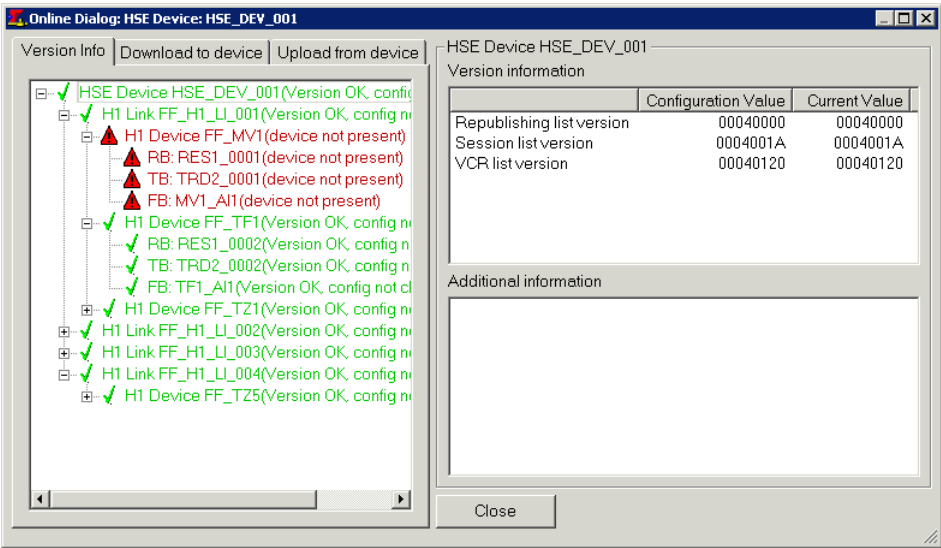 Online Dialog: HSE Device: HSE_DEV_001
Version Info
Download to device
Upload from device
HSE Device HSE_DEV_001(Version OK, config
H1 Link FF_H1_LI_001(Version OK, config n
H1 Device FF_MV1(device not present)
RB: RES1_0001(device not present)
TB: TRD2_0001(device not present)
FB: MV1_AI1(device not present)
H1 Device FF_TF1(Version OK, config n
RB: RES1_0002(Version OK, config n
TB: TRD2_0002(Version OK, config n
FB: TF1_AI1(Version OK, config not cl
H1 Device FF_TZ1(Version OK, config n
H1 Link FF_H1_LI_002(Version OK, config n
H1 Link FF_H1_LI_003(Version OK, config n
H1 Link FF_H1_LI_004(Version OK, config n
H1 Device FF_TZ5(Version OK, config n
HSE Device HSE_DEV_001
Version information
Configuration Value Current Value
Republishing list version 00040000 00040000
Session list version 0004001A 0004001A
VCR list version 00040120 00040120
Additional information
Close